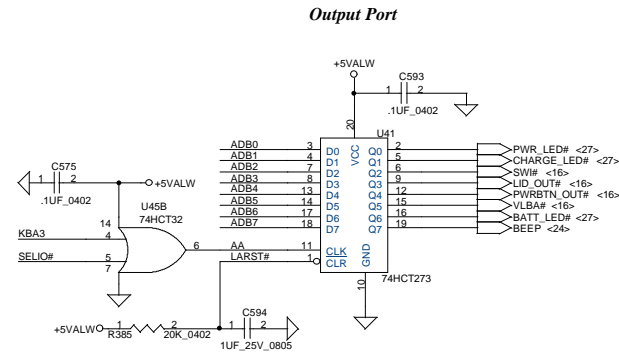 Output Port
+5VALW
C593
1 2
.1UF_0402
20
U41
VCC
ADB0 3 D0 Q0 2 PWR_LED# <27>
ADB1 4 D1 Q1 5 CHARGE_LED# <27>
ADB2 7 D2 Q2 6 SWI# <16>
ADB3 8 D3 Q3 9 LID_OUT# <16>
ADB4 13 D4 Q4 12 PWRBTN_OUT# <16>
ADB5 14 D5 Q5 15 VLBA# <16>
ADB6 17 D6 Q6 16 BATT_LED# <27>
ADB7 18 D7 Q7 19 BEEP <24>
C575
1 2
.1UF_0402
+5VALW
U45B
74HCT32
14
KBA3 4
SELIO# 5
7
6 AA 11 CLK
LARST# 1 CLR
GND
10
74HCT273
+5VALW
1 2
R385 20K_0402
C594
1 2
1UF_25V_0805